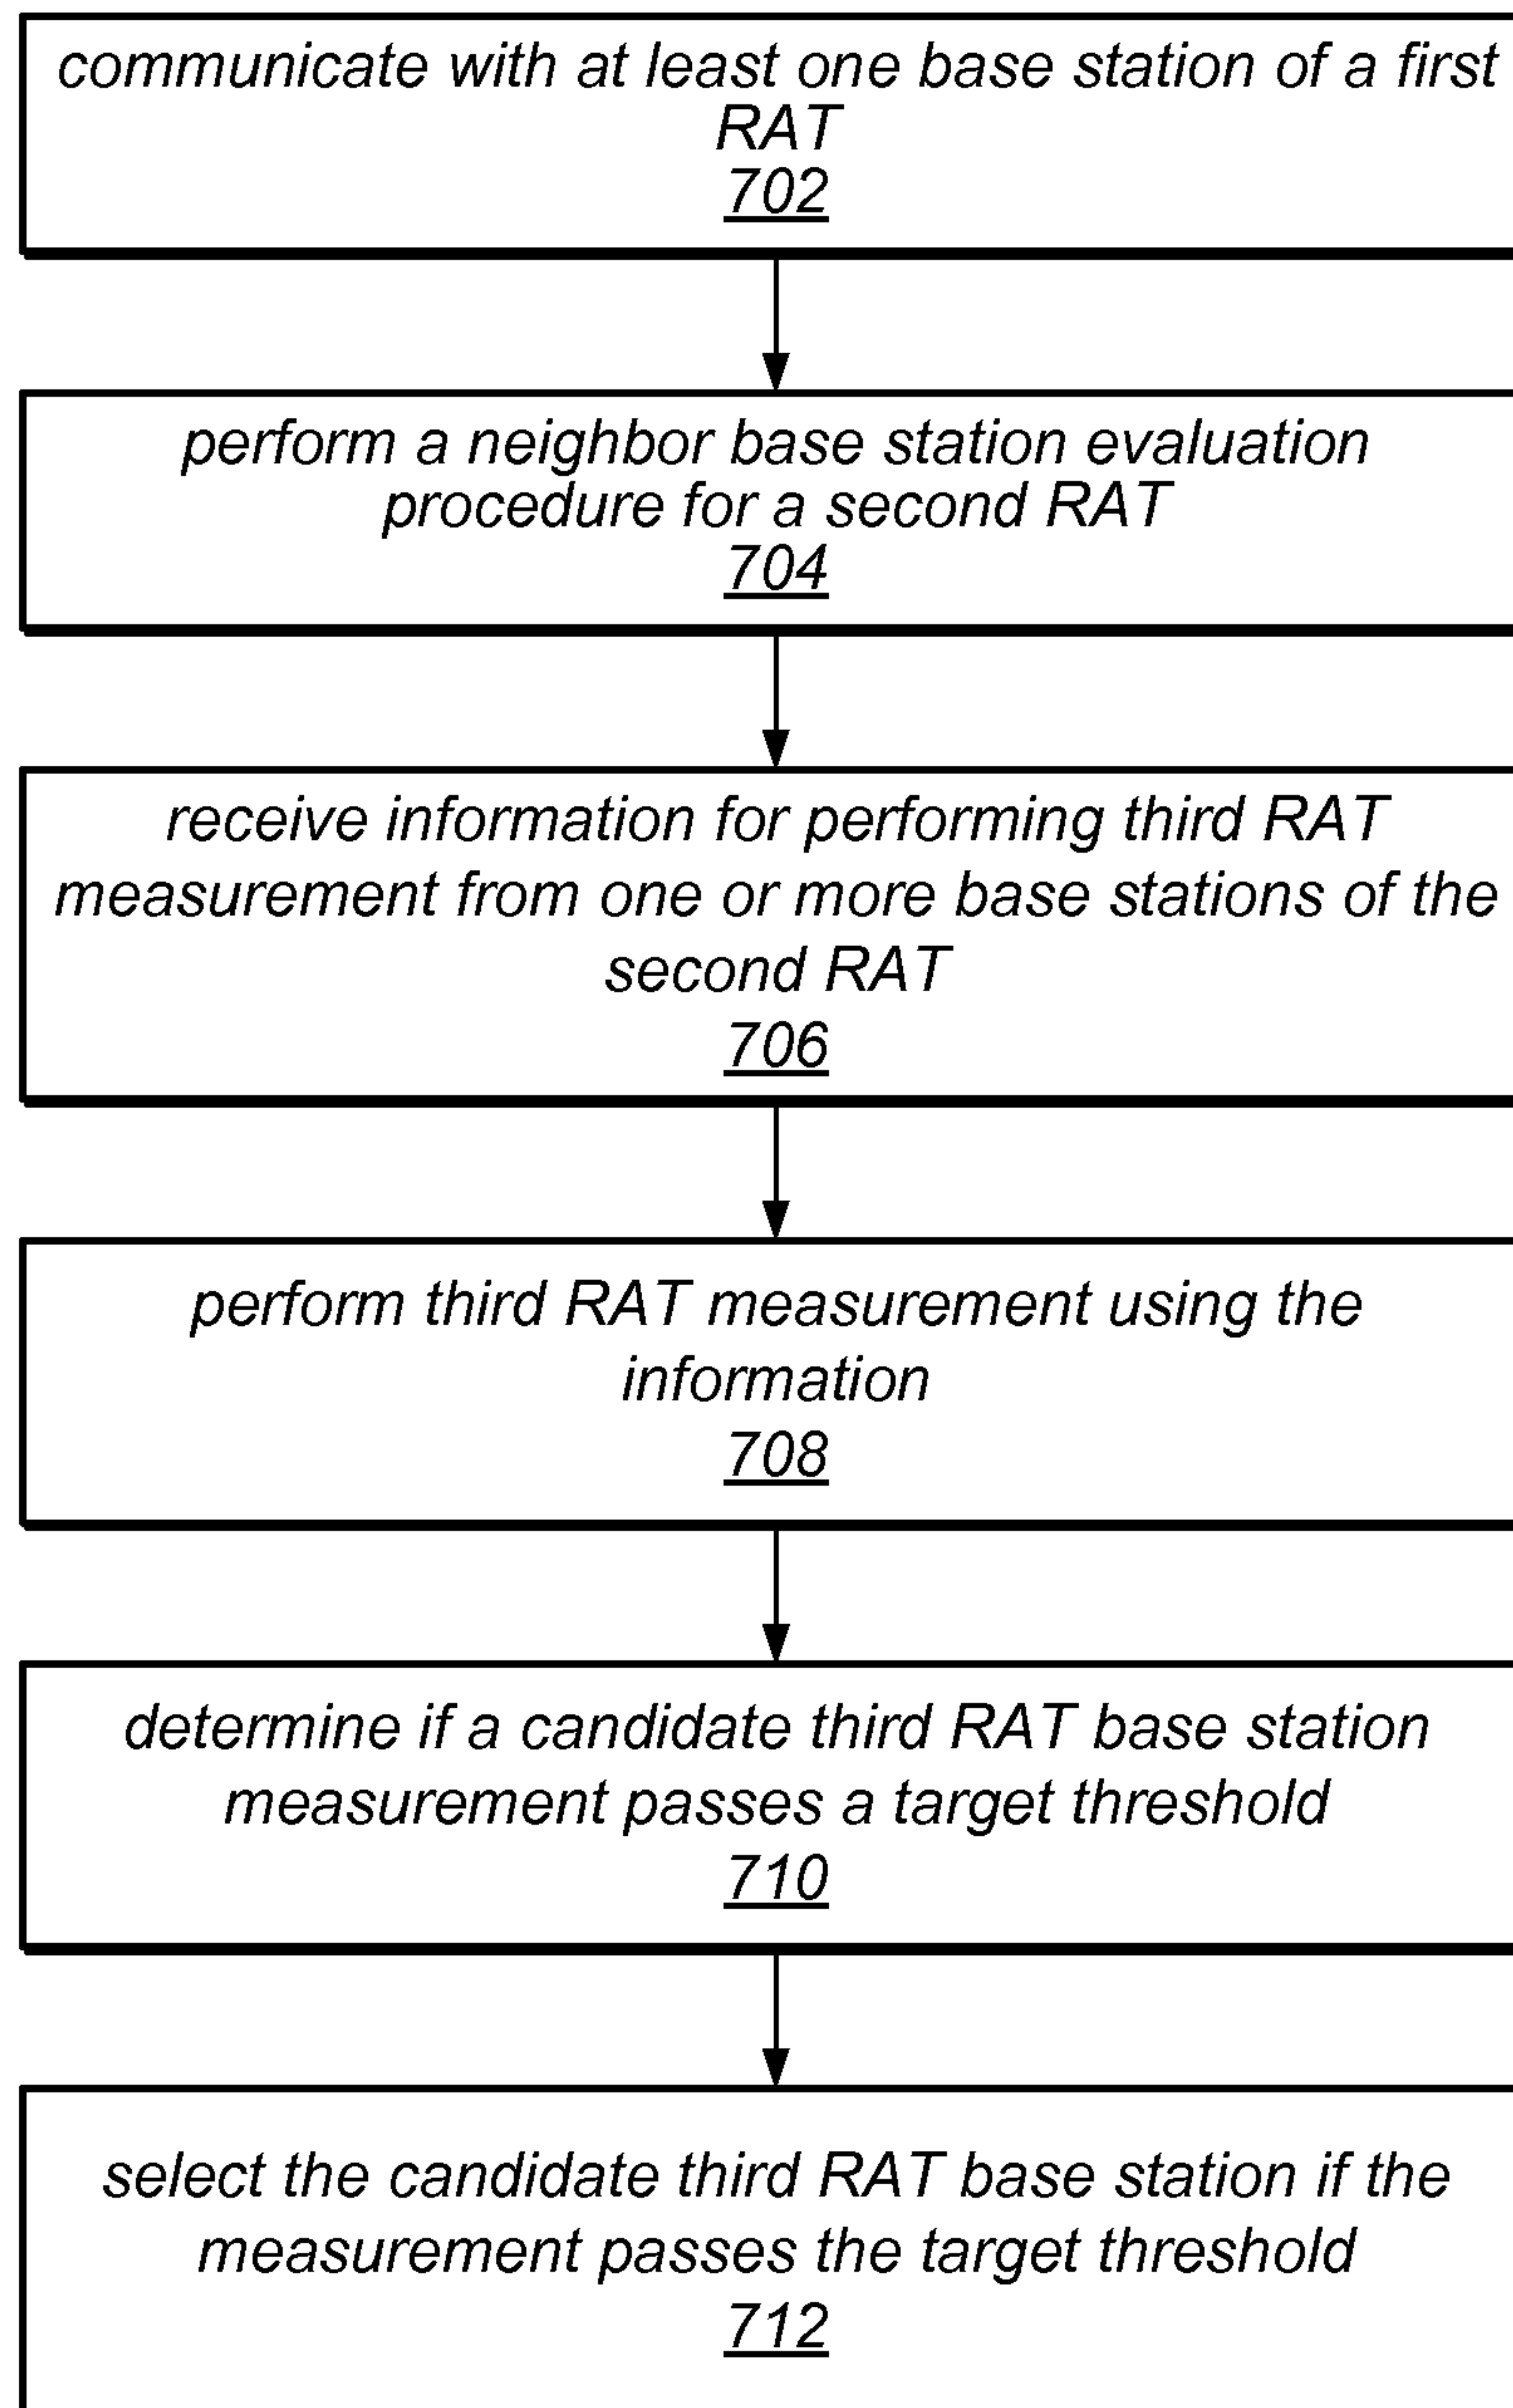 communicate with at least one base station of a first
RAT
702
perform a neighbor base station evaluation
procedure for a second RAT
704
receive information for performing third RAT
measurement from one or more base stations of the
second RAT
706
perform third RAT measurement using the
information
708
determine if a candidate third RAT base station
measurement passes a target threshold
710
select the candidate third RAT base station if the
measurement passes the target threshold
712